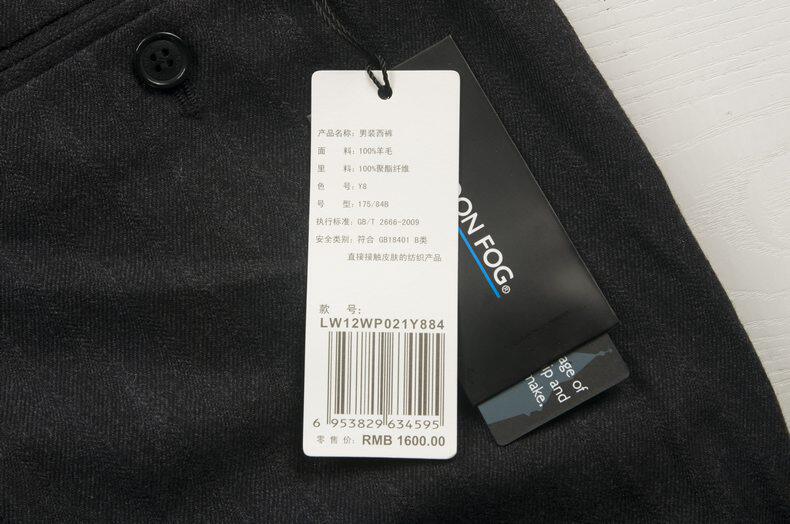 产品名称: 男装西裤
面 料: 100%羊毛
里 料: 100%聚酯纤维
色 号: Y8
号 型: 175/84B
执行标准: GB/T 2666-2009
安全类别: 符合 GB18401 B类
直接接触皮肤的纺织产品
款 号:
LW12WP021Y884
6 953829 634595
零售价: RMB 1600.00
DON FOG®
age of
ip and
make.